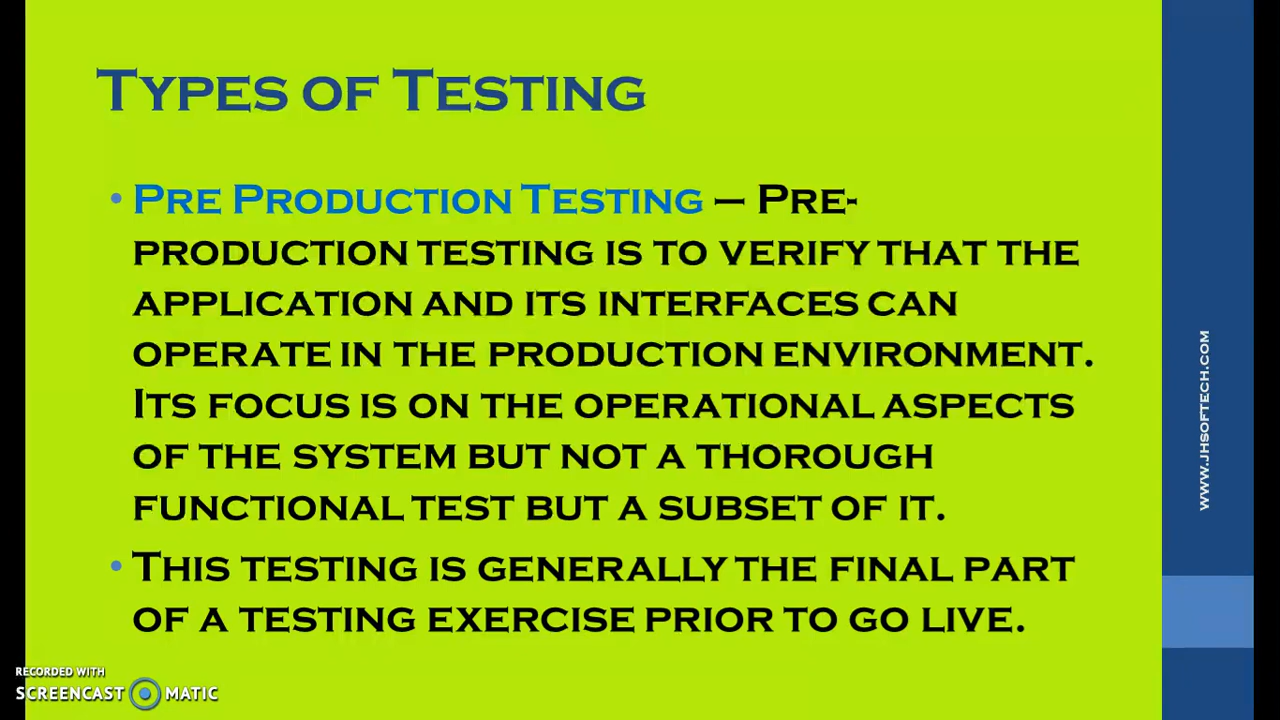 Types of Testing
• Pre Production Testing – Pre-
production testing is to verify that the
application and its interfaces can
operate in the production environment.
Its focus is on the operational aspects
of the system but not a thorough
functional test but a subset of it.
• This testing is generally the final part
of a testing exercise prior to go live.
www.jhsoftech.com
RECORDED WITH
SCREENCAST MATIC